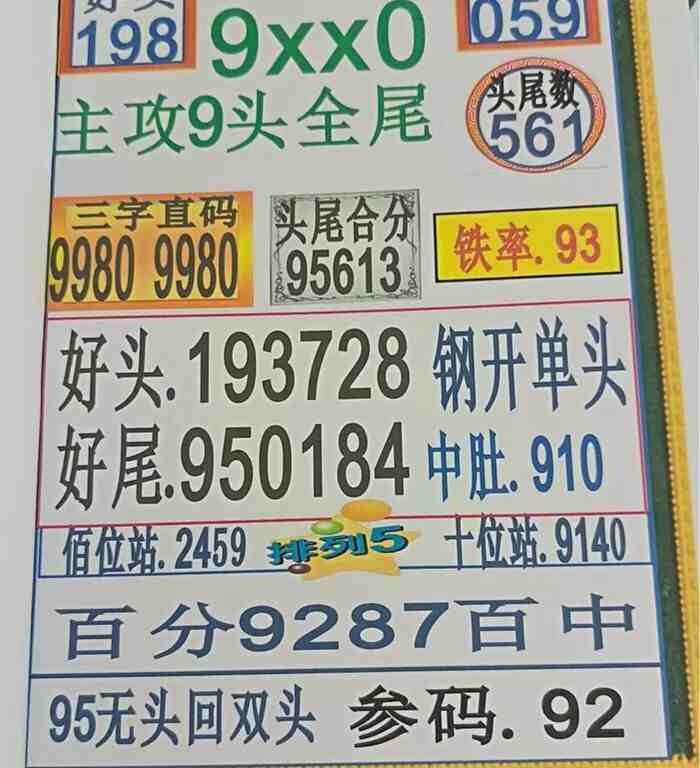 198
9xx0
059
主攻9头全尾
头尾数
561
三字直码
9980 9980
头尾合分
95613
铁率.93
好头.193728 钢开单头
好尾.950184 中肚.910
佰位站.2459 排列5 十位站.9140
百分9287百中
95无头回双头 参码.92